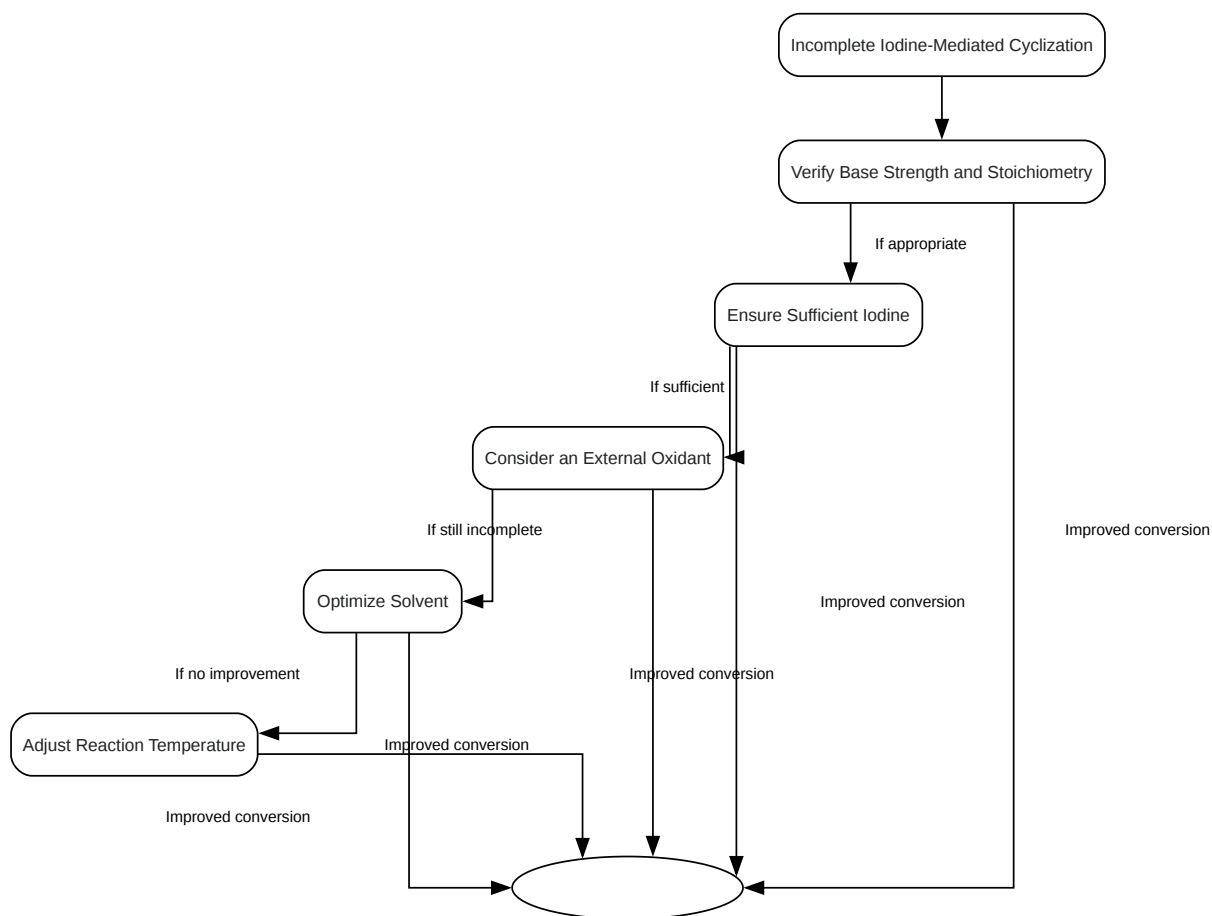 Incomplete Iodine-Mediated Cyclization
Verify Base Strength and Stoichiometry
If appropriate
Ensure Sufficient Iodine
If sufficient
Consider an External Oxidant
If still incomplete
Improved conversion
Optimize Solvent
Improved conversion
If no improvement
Improved conversion
Adjust Reaction Temperature
Improved conversion
Improved conversion